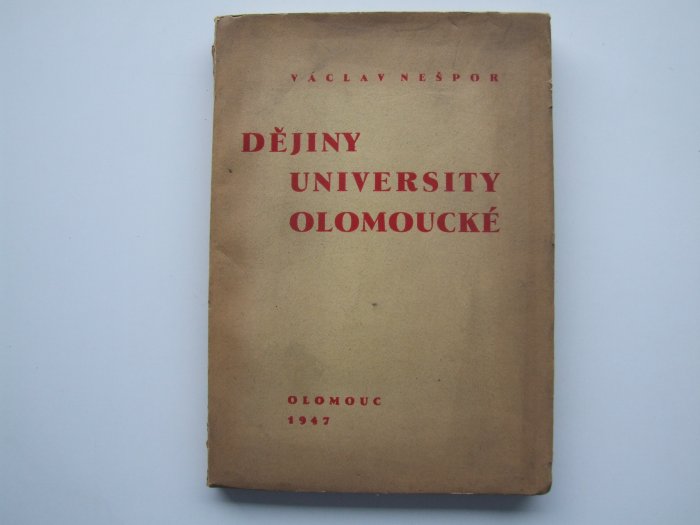 VÁCLAV NEŠPOR
DĚJINY
UNIVERSITY
OLOMOUCKÉ
OLOMOUC
1947